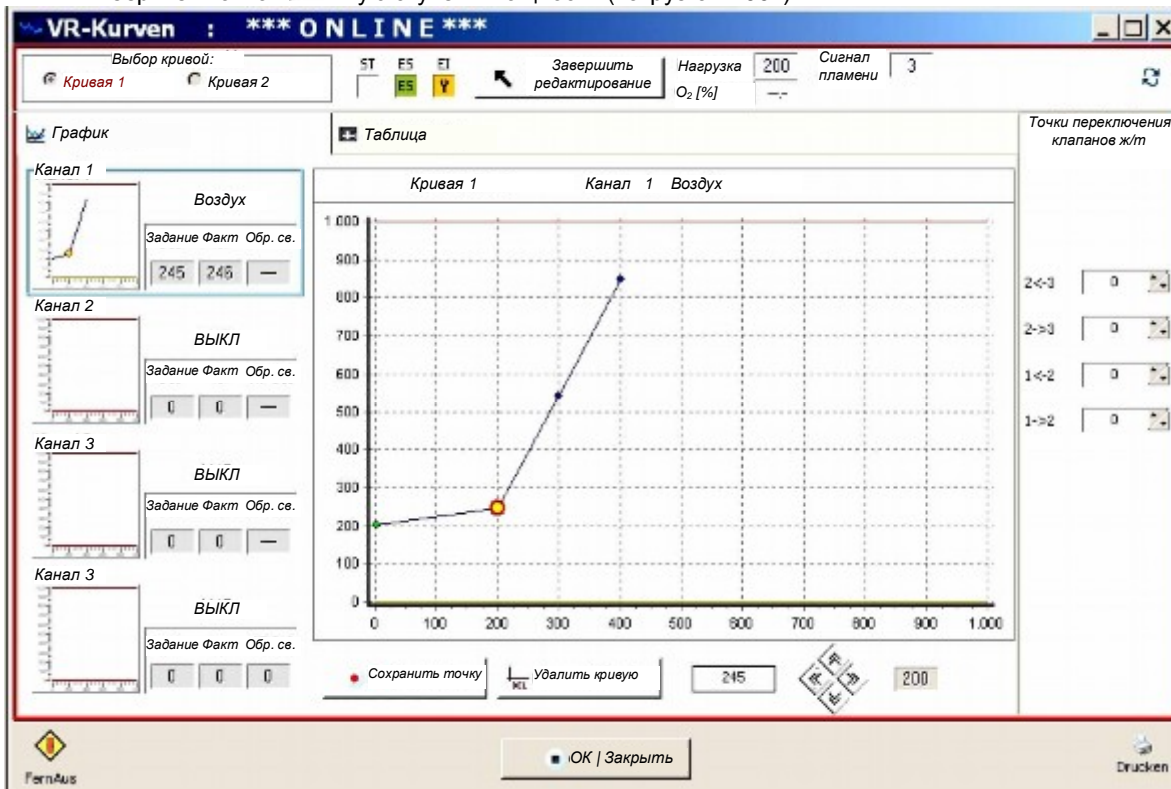 VR-Kurven : *** O N L I N E ***
Выбор кривой:
Кривая 1
Кривая 2
ST ES EI
ES Y
Завершить
редактирование
Нагрузка 200
O₂ [%] --.-
Сигнал
пламени 3
График
Таблица
Точки переключения
клапанов ж/т
Канал 1
Воздух
Задание Факт Обр. св.
245 246 —
Канал 2
ВЫКЛ
Задание Факт Обр. св.
0 0 —
Канал 3
ВЫКЛ
Задание Факт Обр. св.
0 0 —
Канал 3
ВЫКЛ
Задание Факт Обр. св.
0 0 0
Кривая 1 Канал 1 Воздух
1.000
900
800
700
600
500
400
300
200
100
0
0 100 200 300 400 500 600 700 800 900 1.000
2<-3 0
2->3 0
1<-2 0
1->2 0
Сохранить точку
Удалить кривую
245
200
FernAus
OK | Закрыть
Drucken